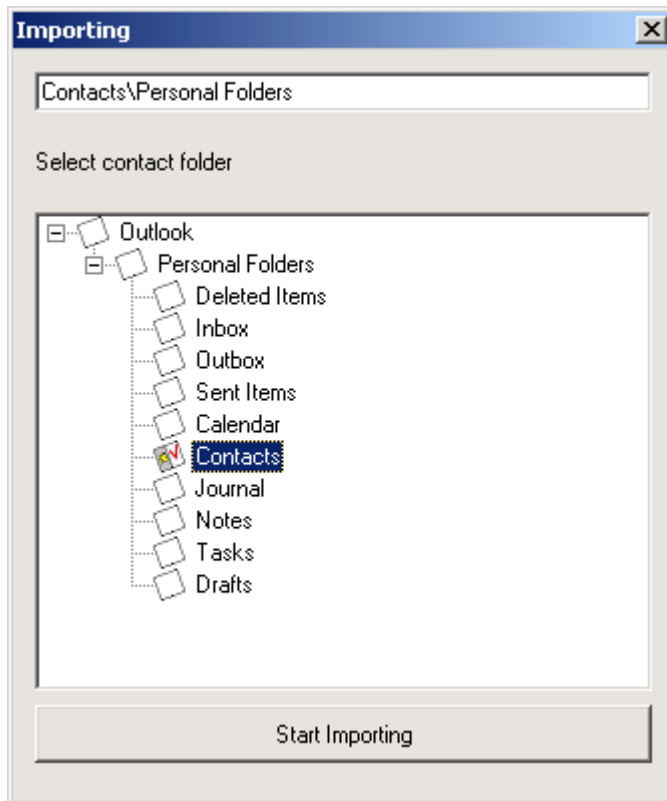 Importing
Contacts\Personal Folders
Select contact folder
Outlook
Personal Folders
Deleted Items
Inbox
Outbox
Sent Items
Calendar
Contacts
Journal
Notes
Tasks
Drafts
Start Importing